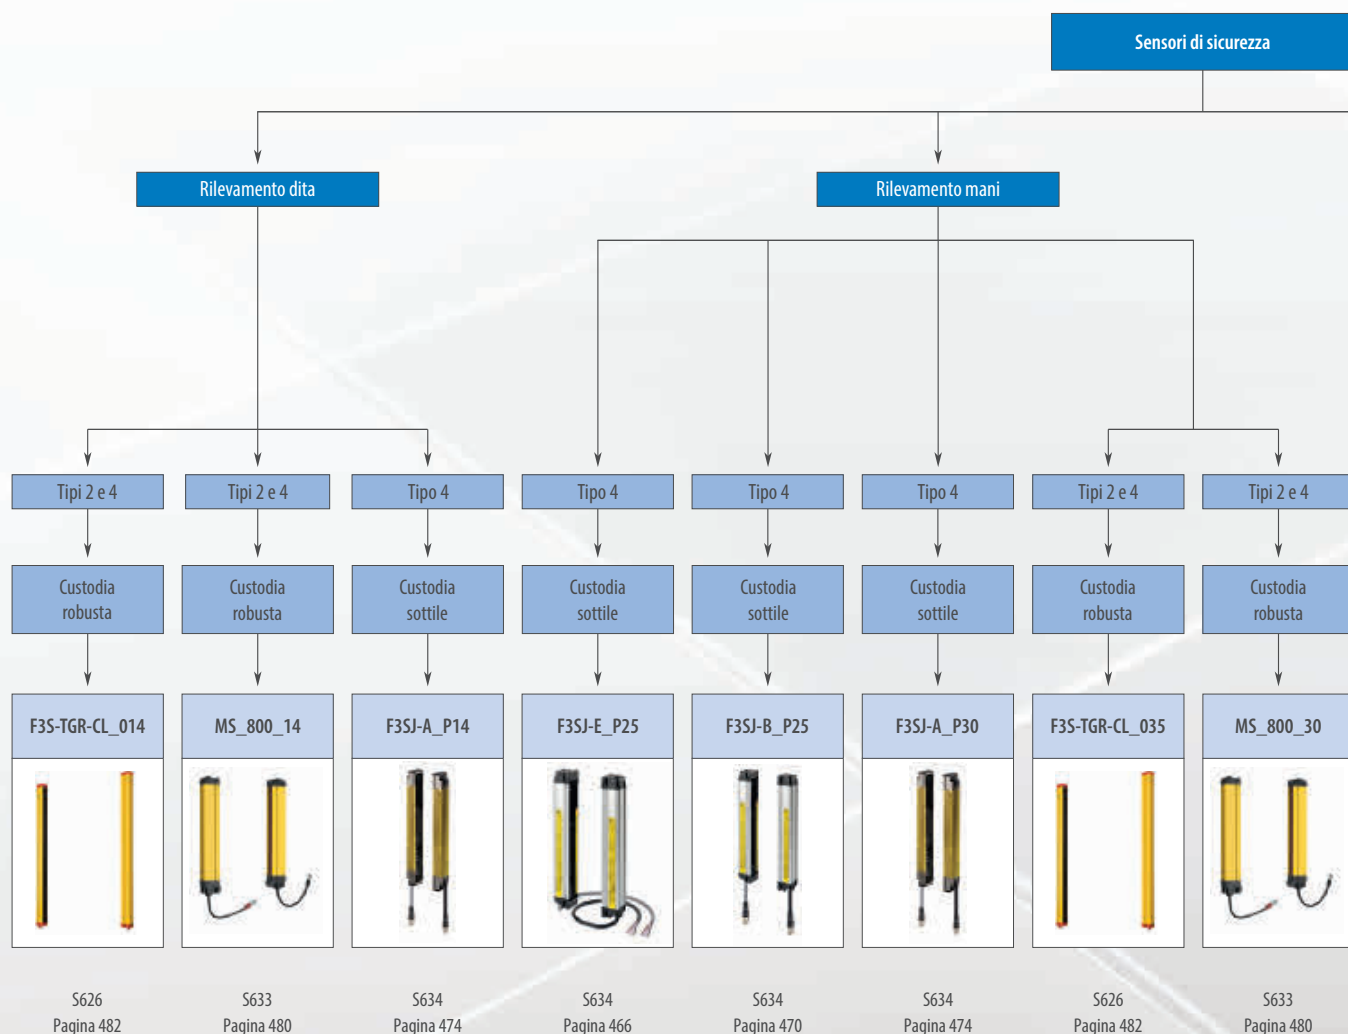 Sensori di sicurezza
Rilevamento dita
Rilevamento mani
Tipi 2 e 4
Tipi 2 e 4
Tipo 4
Tipo 4
Tipo 4
Tipo 4
Tipi 2 e 4
Tipi 2 e 4
Custodia
robusta
Custodia
robusta
Custodia
sottile
Custodia
sottile
Custodia
sottile
Custodia
sottile
Custodia
robusta
Custodia
robusta
F3S-TGR-CL_014
MS_800_14
F3SJ-A_P14
F3SJ-E_P25
F3SJ-B_P25
F3SJ-A_P30
F3S-TGR-CL_035
MS_800_30
S626
Pagina 482
S633
Pagina 480
S634
Pagina 474
S634
Pagina 466
S634
Pagina 470
S634
Pagina 474
S626
Pagina 482
S633
Pagina 480